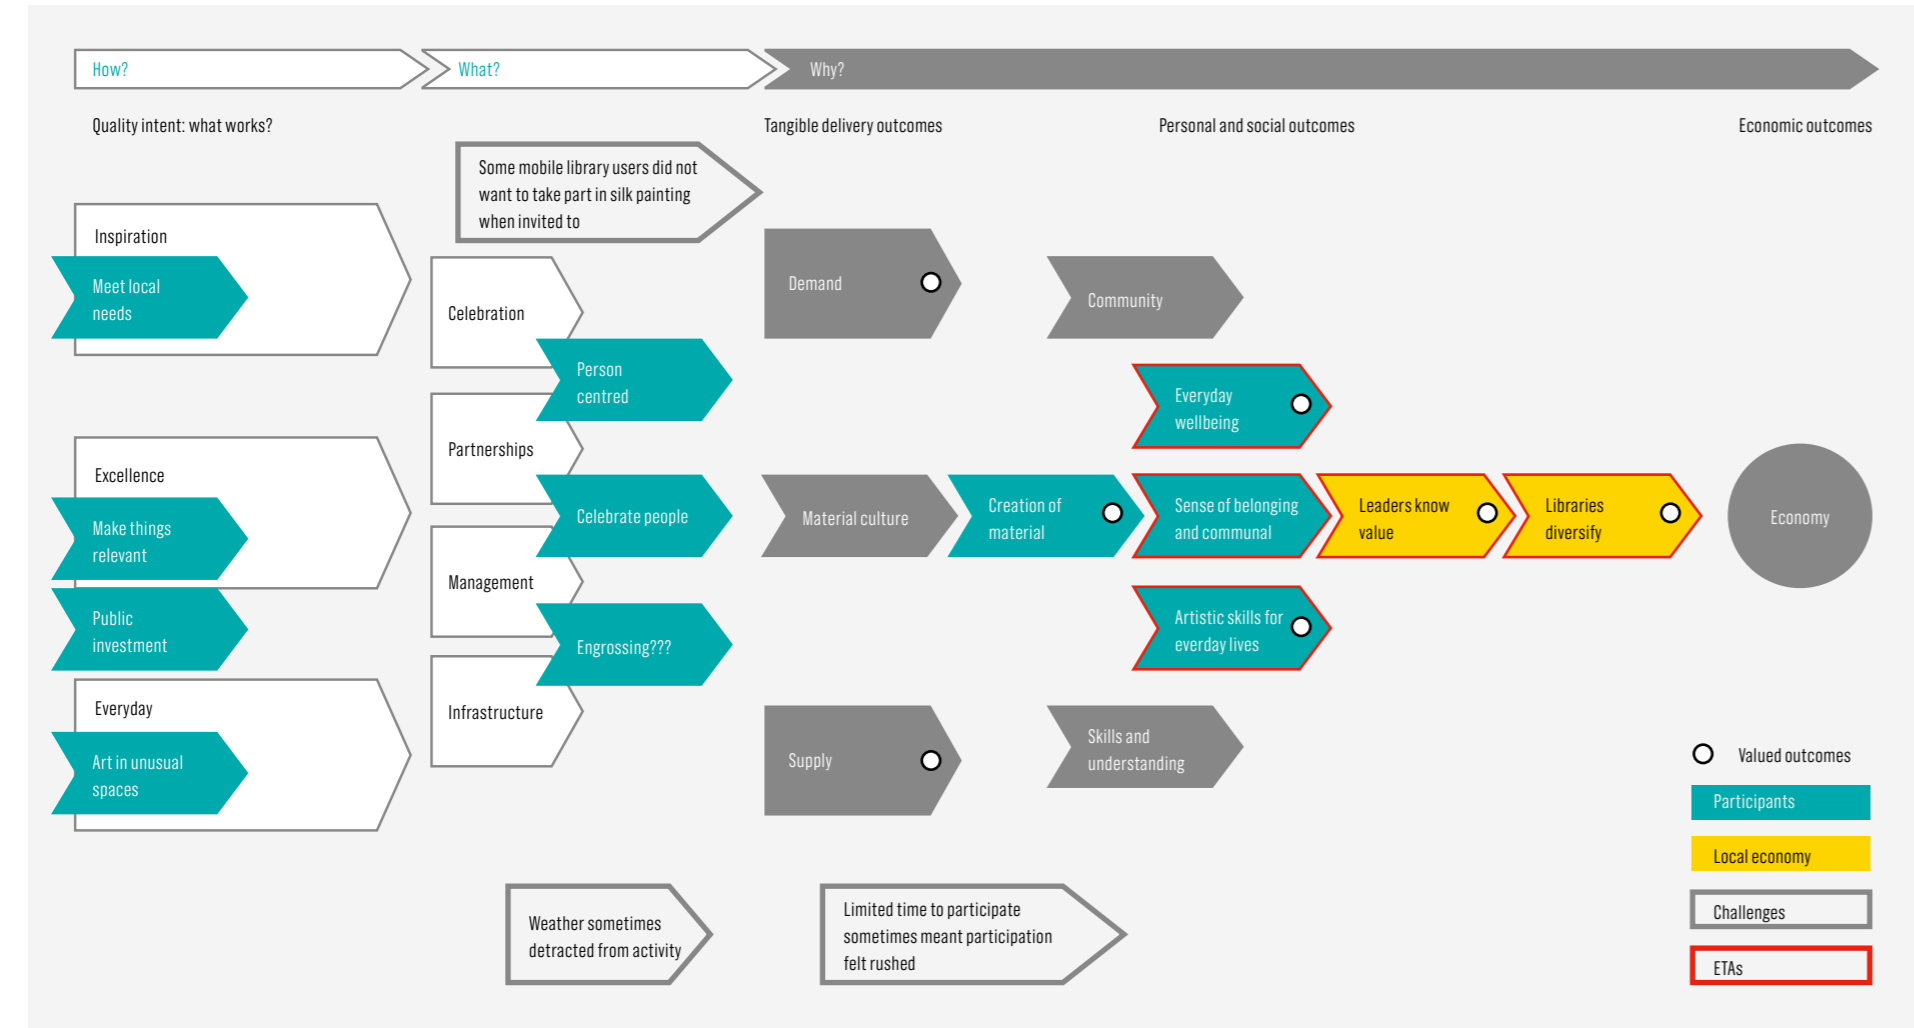 How?
What?
Why?
Quality intent: what works?
Tangible delivery outcomes
Personal and social outcomes
Economic outcomes
Some mobile library users did not
want to take part in silk painting
when invited to
Inspiration
Meet local
needs
Excellence
Make things
relevant
Public
investment
Everyday
Art in unusual
spaces
Celebration
Person
centred
Partnerships
Celebrate people
Management
Engrossing???
Infrastructure
Demand
Community
Everyday
wellbeing
Material culture
Creation of
material
Sense of belonging
and communal
Leaders know
value
Libraries
diversify
Economy
Artistic skills for
everday lives
Supply
Skills and
understanding
Weather sometimes
detracted from activity
Limited time to participate
sometimes meant participation
felt rushed
Valued outcomes
Participants
Local economy
Challenges
ETAs